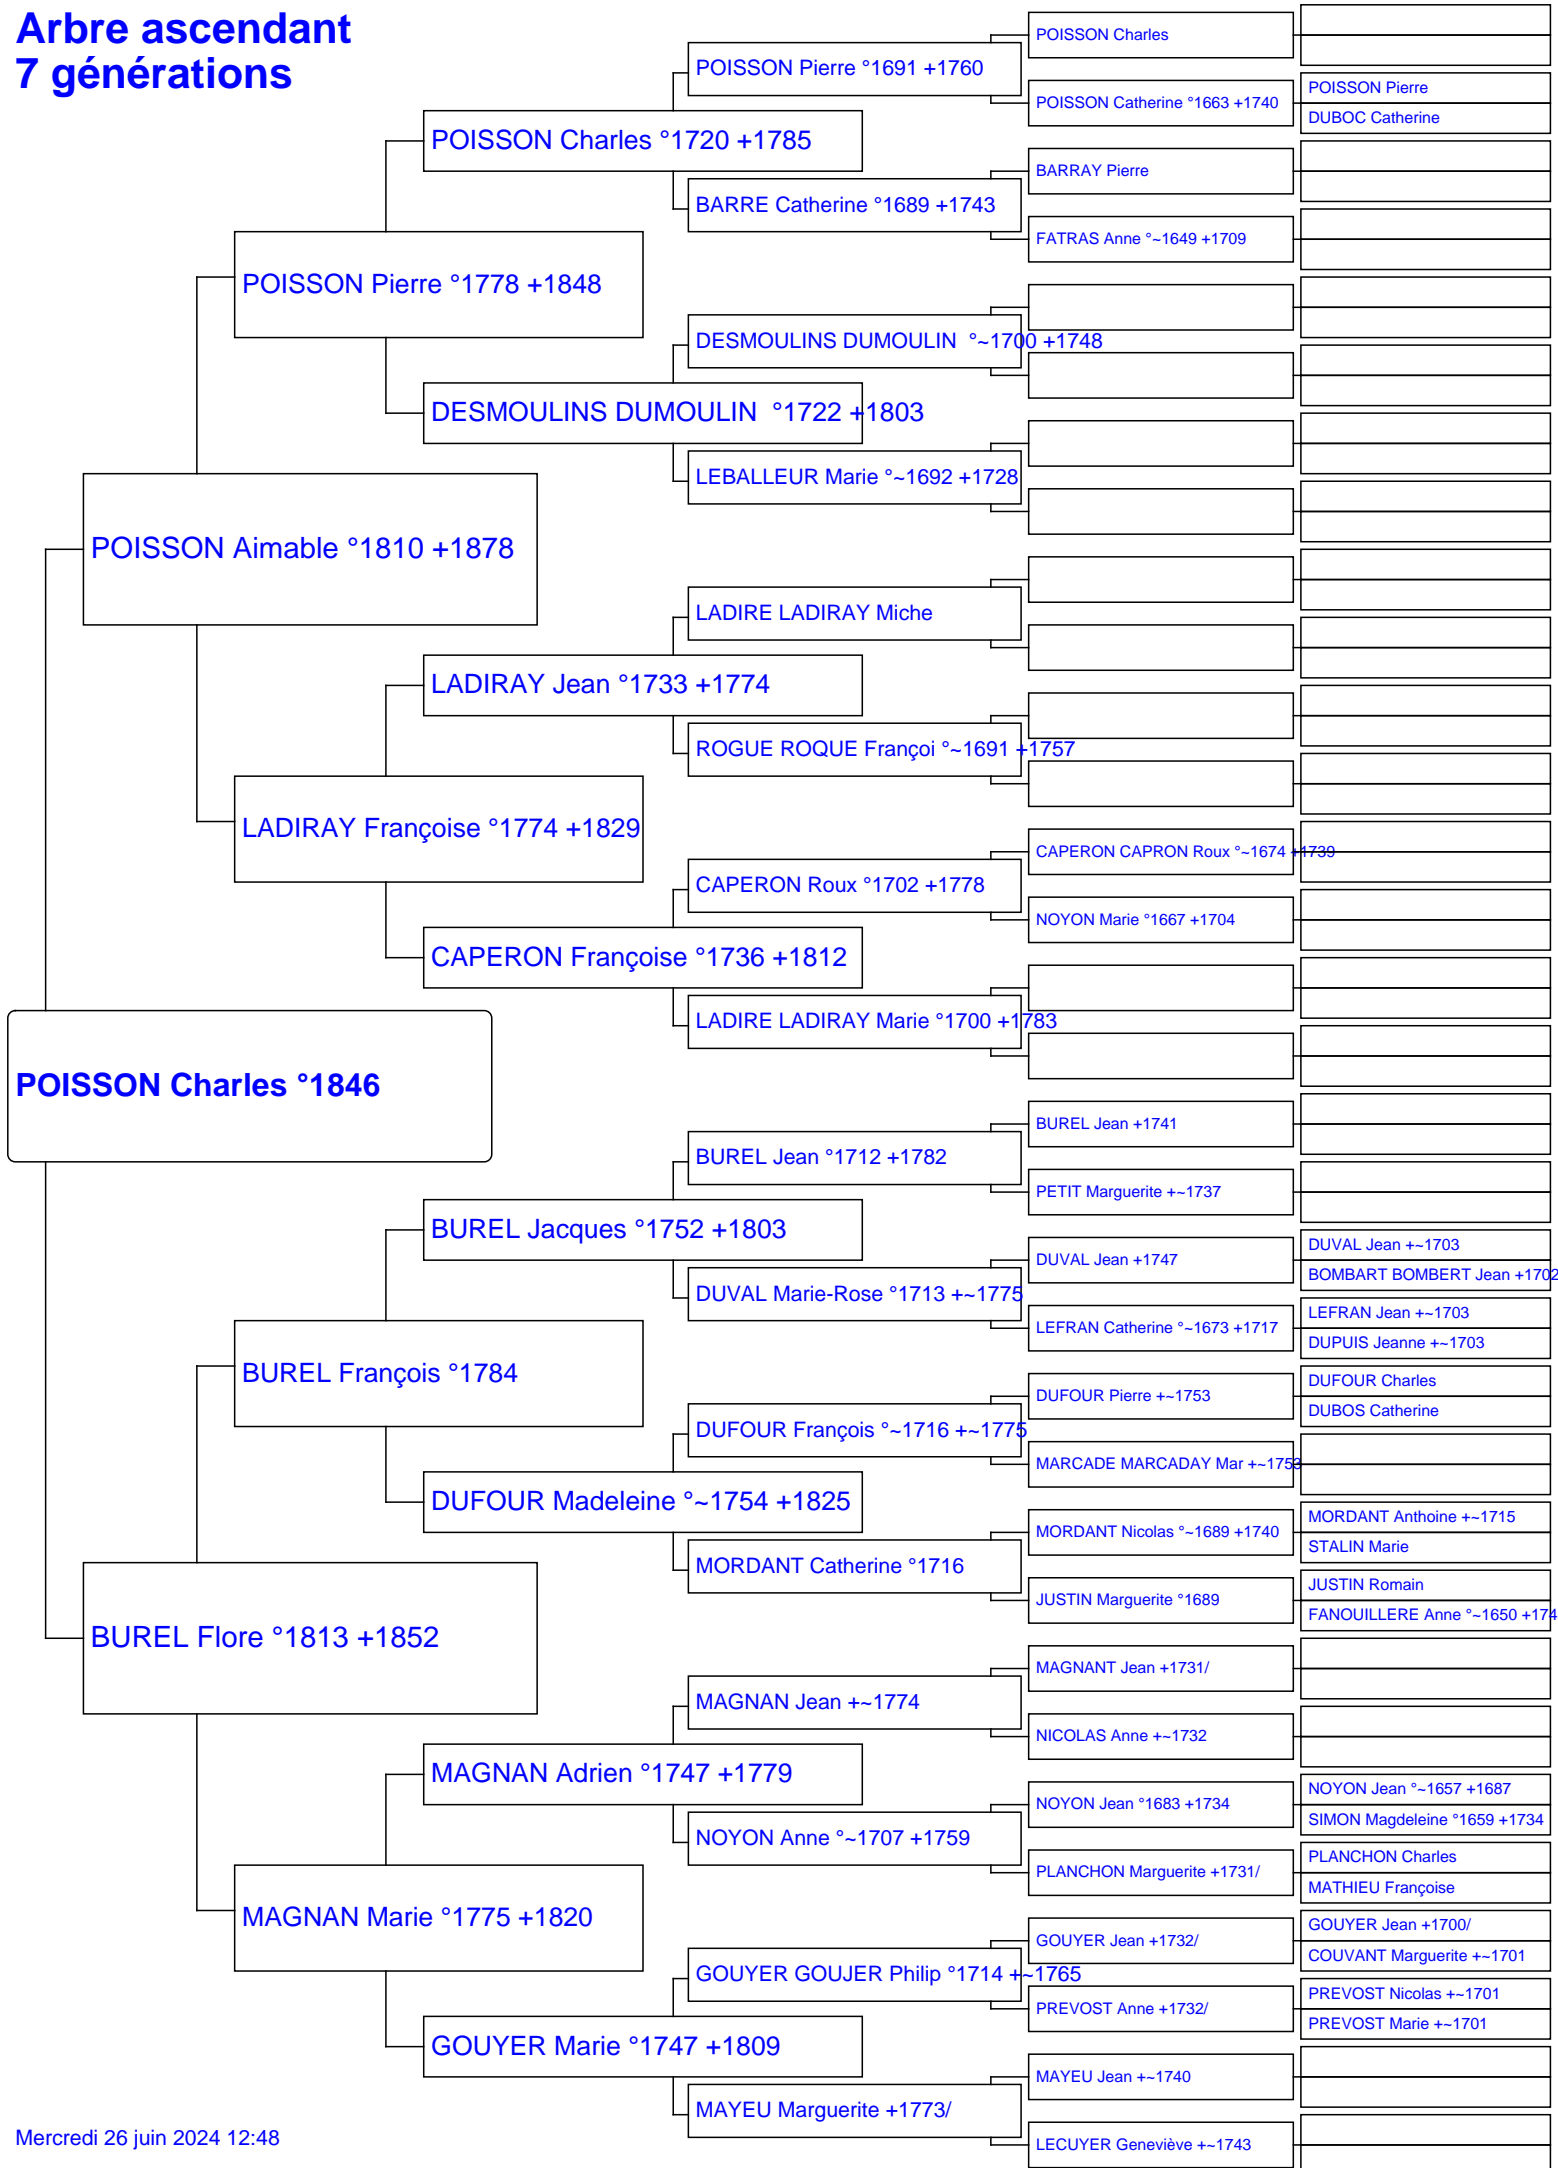 Arbre ascendant
7 générations
POISSON Charles
POISSON Pierre °1691 +1760
POISSON Pierre
POISSON Catherine °1663 +1740
DUBOC Catherine
POISSON Charles °1720 +1785
BARRAY Pierre
BARRE Catherine °1689 +1743
FATRAS Anne °~1649 +1709
POISSON Pierre °1778 +1848
DESMOULINS DUMOULIN  °~1700 +1748
DESMOULINS DUMOULIN  °1722 +1803
LEBALLEUR Marie °~1692 +1728
POISSON Aimable °1810 +1878
LADIRE LADIRAY Miche
LADIRAY Jean °1733 +1774
ROGUE ROQUE Françoi °~1691 +1757
LADIRAY Françoise °1774 +1829
CAPERON CAPRON Roux °~1674 +1739
CAPERON Roux °1702 +1778
NOYON Marie °1667 +1704
CAPERON Françoise °1736 +1812
LADIRE LADIRAY Marie °1700 +1783
POISSON Charles °1846
BUREL Jean +1741
BUREL Jean °1712 +1782
PETIT Marguerite +~1737
BUREL Jacques °1752 +1803
DUVAL Jean +~1703
DUVAL Jean +1747
BOMBART BOMBERT Jean +1702
DUVAL Marie-Rose °1713 +~1775
LEFRAN Jean +~1703
LEFRAN Catherine °~1673 +1717
DUPUIS Jeanne +~1703
BUREL François °1784
DUFOUR Charles
DUFOUR Pierre +~1753
DUBOS Catherine
DUFOUR François °~1716 +~1775
MARCADE MARCADAY Mar +~1753
DUFOUR Madeleine °~1754 +1825
MORDANT Anthoine +~1715
MORDANT Nicolas °~1689 +1740
STALIN Marie
MORDANT Catherine °1716
JUSTIN Romain
JUSTIN Marguerite °1689
FANOUILLERE Anne °~1650 +174
BUREL Flore °1813 +1852
MAGNANT Jean +1731/
MAGNAN Jean +~1774
NICOLAS Anne +~1732
MAGNAN Adrien °1747 +1779
NOYON Jean °~1657 +1687
NOYON Jean °1683 +1734
SIMON Magdeleine °1659 +1734
NOYON Anne °~1707 +1759
PLANCHON Charles
PLANCHON Marguerite +1731/
MATHIEU Françoise
MAGNAN Marie °1775 +1820
GOUYER Jean +1700/
GOUYER Jean +1732/
COUVANT Marguerite +~1701
GOUYER GOUJER Philip °1714 +~1765
PREVOST Nicolas +~1701
PREVOST Anne +1732/
PREVOST Marie +~1701
GOUYER Marie °1747 +1809
MAYEU Jean +~1740
MAYEU Marguerite +1773/
LECUYER Geneviève +~1743
Mercredi 26 juin 2024 12:48